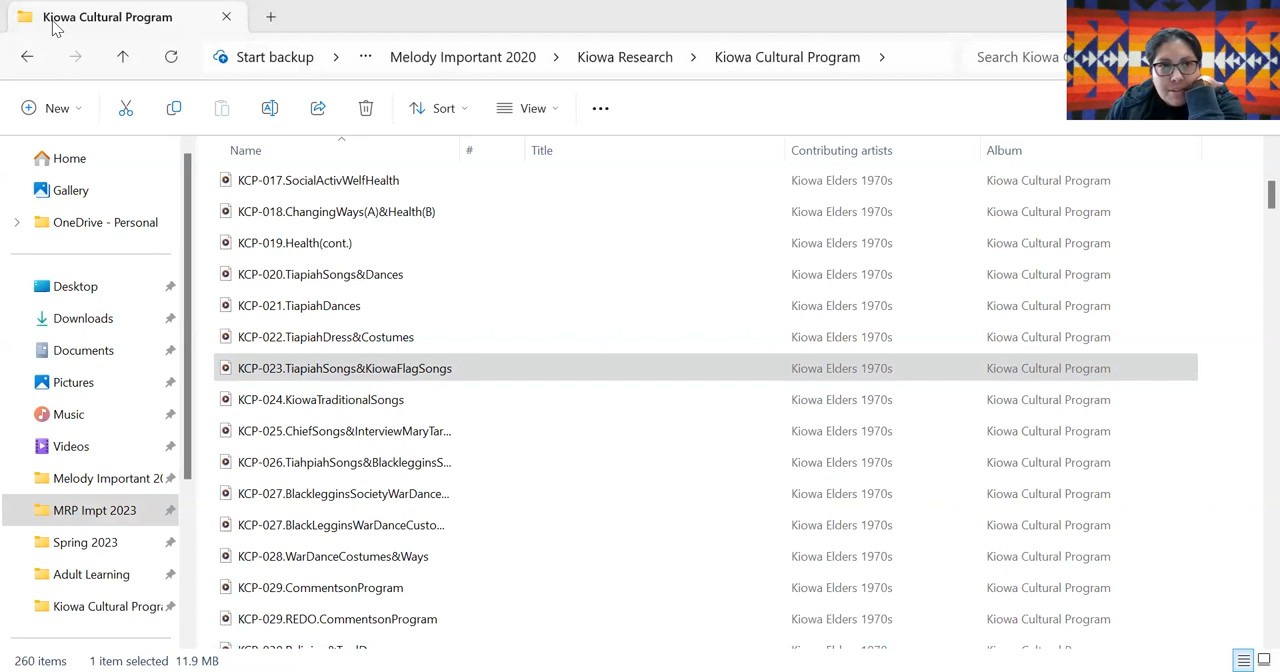 Kiowa Cultural Program
Start backup > ... Melody Important 2020 > Kiowa Research > Kiowa Cultural Program > Search Kiowa
New Sort View ...
Name # Title Contributing artists Album
Home
Gallery
OneDrive - Personal
Desktop
Downloads
Documents
Pictures
Music
Videos
Melody Important 20
MRP Impt 2023
Spring 2023
Adult Learning
Kiowa Cultural Progra
KCP-017.SocialActivWelfHealth Kiowa Elders 1970s Kiowa Cultural Program
KCP-018.ChangingWays(A)&Health(B) Kiowa Elders 1970s Kiowa Cultural Program
KCP-019.Health(cont.) Kiowa Elders 1970s Kiowa Cultural Program
KCP-020.TiapiahSongs&Dances Kiowa Elders 1970s Kiowa Cultural Program
KCP-021.TiapiahDances Kiowa Elders 1970s Kiowa Cultural Program
KCP-022.TiapiahDress&Costumes Kiowa Elders 1970s Kiowa Cultural Program
KCP-023.TiapiahSongs&KiowaFlagSongs Kiowa Elders 1970s Kiowa Cultural Program
KCP-024.KiowaTraditionalSongs Kiowa Elders 1970s Kiowa Cultural Program
KCP-025.ChiefSongs&InterviewMaryTar... Kiowa Elders 1970s Kiowa Cultural Program
KCP-026.TiahpiahSongs&BlackleggingsS... Kiowa Elders 1970s Kiowa Cultural Program
KCP-027.BlacklegginsSocietyWarDance... Kiowa Elders 1970s Kiowa Cultural Program
KCP-027.BlackLegginsWarDanceCusto... Kiowa Elders 1970s Kiowa Cultural Program
KCP-028.WarDanceCostumes&Ways Kiowa Elders 1970s Kiowa Cultural Program
KCP-029.CommentsonProgram Kiowa Elders 1970s Kiowa Cultural Program
KCP-029.REDO.CommentsonProgram Kiowa Elders 1970s Kiowa Cultural Program
260 items 1 item selected 11.9 MB